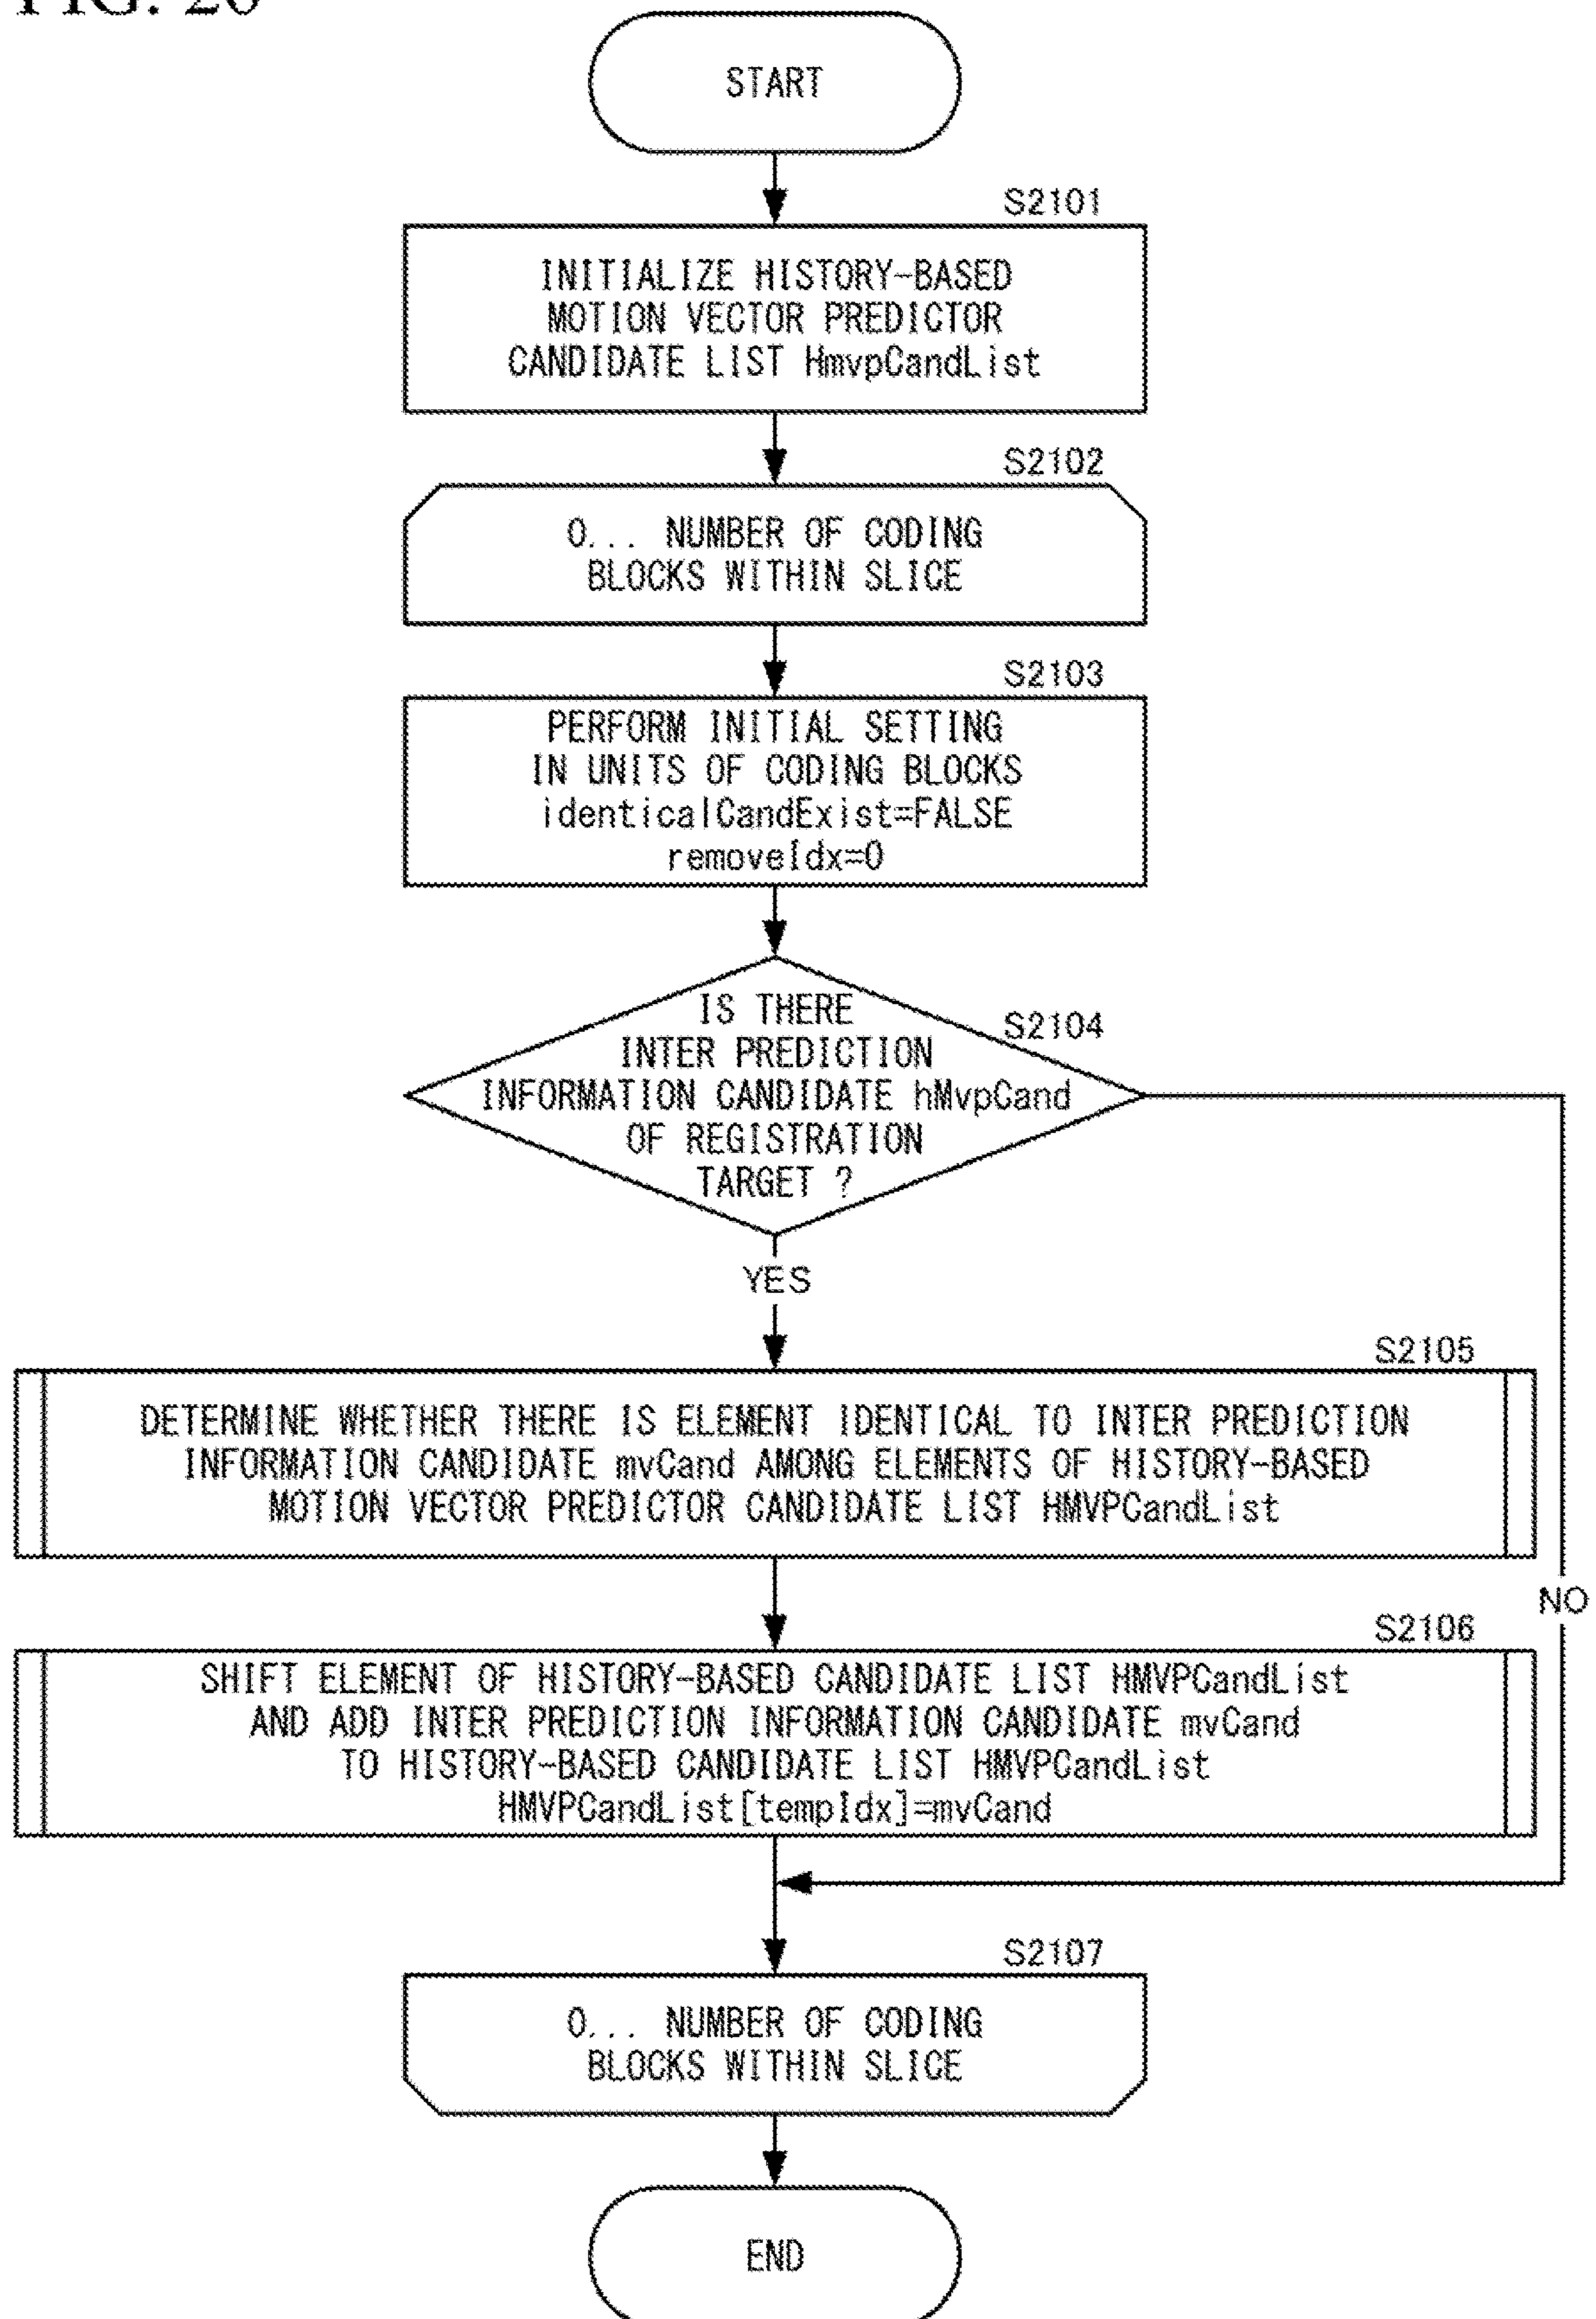 FIG. 26
START
S2101
INITIALIZE HISTORY-BASED
MOTION VECTOR PREDICTOR
CANDIDATE LIST HmvpCandList
S2102
0... NUMBER OF CODING
BLOCKS WITHIN SLICE
S2103
PERFORM INITIAL SETTING
IN UNITS OF CODING BLOCKS
identicalCandExist=FALSE
removeIdx=0
S2104
IS THERE
INTER PREDICTION
INFORMATION CANDIDATE hMvpCand
OF REGISTRATION
TARGET ?
YES
S2105
DETERMINE WHETHER THERE IS ELEMENT IDENTICAL TO INTER PREDICTION
INFORMATION CANDIDATE mvCand AMONG ELEMENTS OF HISTORY-BASED
MOTION VECTOR PREDICTOR CANDIDATE LIST HMVPCandList
NO
S2106
SHIFT ELEMENT OF HISTORY-BASED CANDIDATE LIST HMVPCandList
AND ADD INTER PREDICTION INFORMATION CANDIDATE mvCand
TO HISTORY-BASED CANDIDATE LIST HMVPCandList
HMVPCandList[tempIdx]=mvCand
S2107
0... NUMBER OF CODING
BLOCKS WITHIN SLICE
END